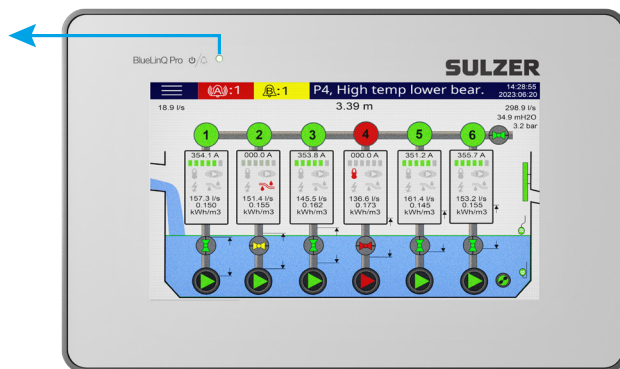 BlueLinQ Pro
SULZER
(A):1 B:1 P4, High temp lower bear. 14:28:55
2023:06:20
18.9 l/s 3.39 m 298.9 l/s
34.9 mH2O
3.2 bar
1 2 3 4 5 6
354.1 A 000.0 A 353.8 A 000.0 A 351.2 A 355.7 A
157.3 l/s 151.4 l/s 145.5 l/s 136.6 l/s 161.4 l/s 153.2 l/s
0.150 0.155 0.162 0.173 0.145 0.155
kWh/m3 kWh/m3 kWh/m3 kWh/m3 kWh/m3 kWh/m3